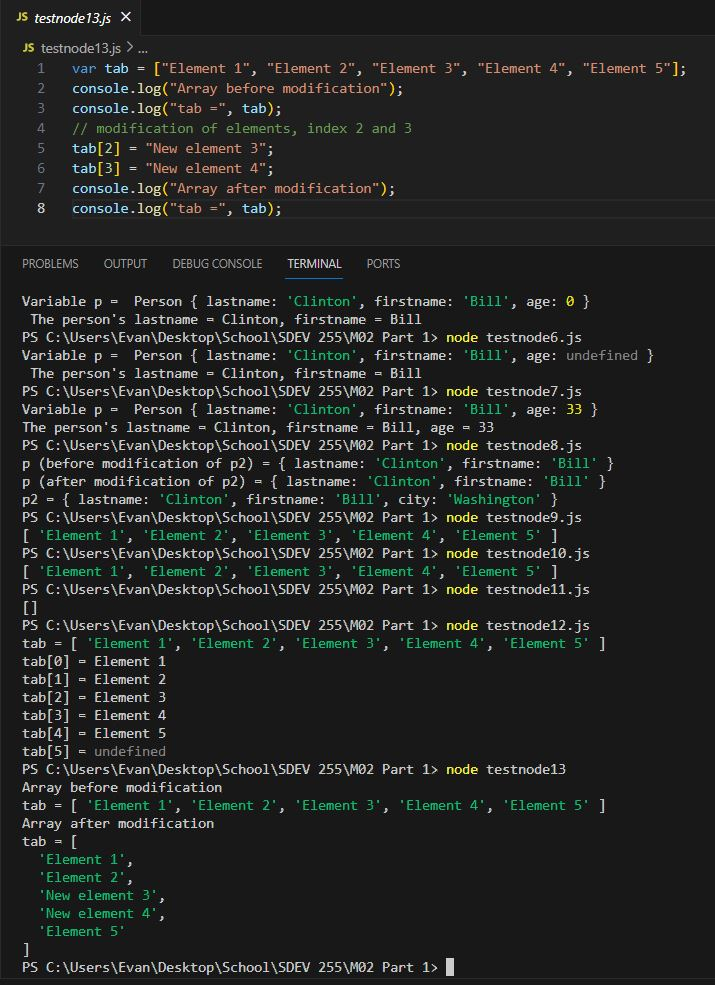 JS testnode13.js ×
JS testnode13.js > ...
1 var tab = ["Element 1", "Element 2", "Element 3", "Element 4", "Element 5"];
2 console.log("Array before modification");
3 console.log("tab =", tab);
4 // modification of elements, index 2 and 3
5 tab[2] = "New element 3";
6 tab[3] = "New element 4";
7 console.log("Array after modification");
8 console.log("tab =", tab);
PROBLEMS OUTPUT DEBUG CONSOLE TERMINAL PORTS
Variable p =  Person { lastname: 'Clinton', firstname: 'Bill', age: 0 }
 The person's lastname = Clinton, firstname = Bill
PS C:\Users\Evan\Desktop\School\SDEV 255\M02 Part 1> node testnode6.js
Variable p =  Person { lastname: 'Clinton', firstname: 'Bill', age: undefined }
 The person's lastname = Clinton, firstname = Bill
PS C:\Users\Evan\Desktop\School\SDEV 255\M02 Part 1> node testnode7.js
Variable p =  Person { lastname: 'Clinton', firstname: 'Bill', age: 33 }
The person's lastname = Clinton, firstname = Bill, age = 33
PS C:\Users\Evan\Desktop\School\SDEV 255\M02 Part 1> node testnode8.js
p (before modification of p2) = { lastname: 'Clinton', firstname: 'Bill' }
p (after modification of p2) = { lastname: 'Clinton', firstname: 'Bill' }
p2 = { lastname: 'Clinton', firstname: 'Bill', city: 'Washington' }
PS C:\Users\Evan\Desktop\School\SDEV 255\M02 Part 1> node testnode9.js
[ 'Element 1', 'Element 2', 'Element 3', 'Element 4', 'Element 5' ]
PS C:\Users\Evan\Desktop\School\SDEV 255\M02 Part 1> node testnode10.js
[ 'Element 1', 'Element 2', 'Element 3', 'Element 4', 'Element 5' ]
PS C:\Users\Evan\Desktop\School\SDEV 255\M02 Part 1> node testnode11.js
[]
PS C:\Users\Evan\Desktop\School\SDEV 255\M02 Part 1> node testnode12.js
tab = [ 'Element 1', 'Element 2', 'Element 3', 'Element 4', 'Element 5' ]
tab[0] = Element 1
tab[1] = Element 2
tab[2] = Element 3
tab[3] = Element 4
tab[4] = Element 5
tab[5] = undefined
PS C:\Users\Evan\Desktop\School\SDEV 255\M02 Part 1> node testnode13
Array before modification
tab = [ 'Element 1', 'Element 2', 'Element 3', 'Element 4', 'Element 5' ]
Array after modification
tab = [
  'Element 1',
  'Element 2',
  'New element 3',
  'New element 4',
  'Element 5'
]
PS C:\Users\Evan\Desktop\School\SDEV 255\M02 Part 1>